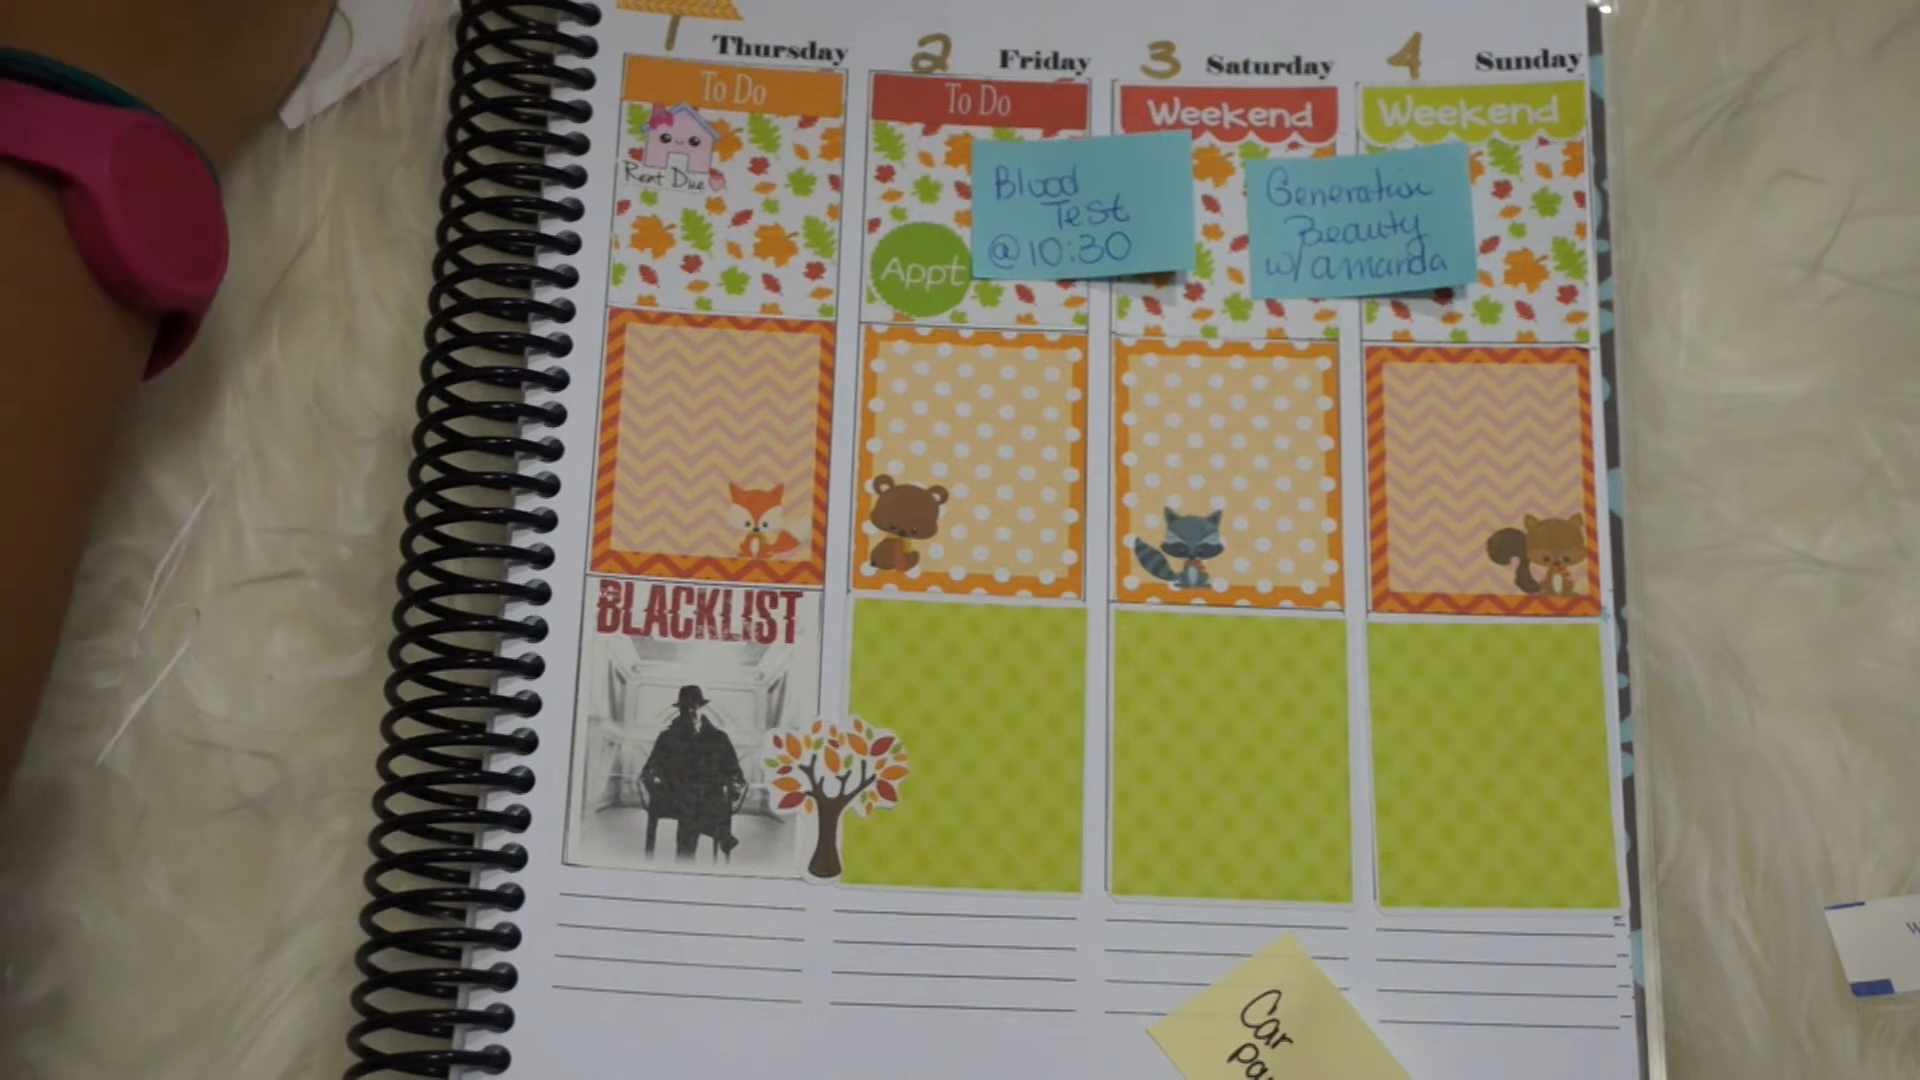 1 Thursday
2 Friday
3 Saturday
4 Sunday
To Do
To Do
Weekend
Weekend
Rent Due
Appt
Blood
Test
@ 10:30
Generation
Beauty
w/ amanda
BLACKLIST
Car